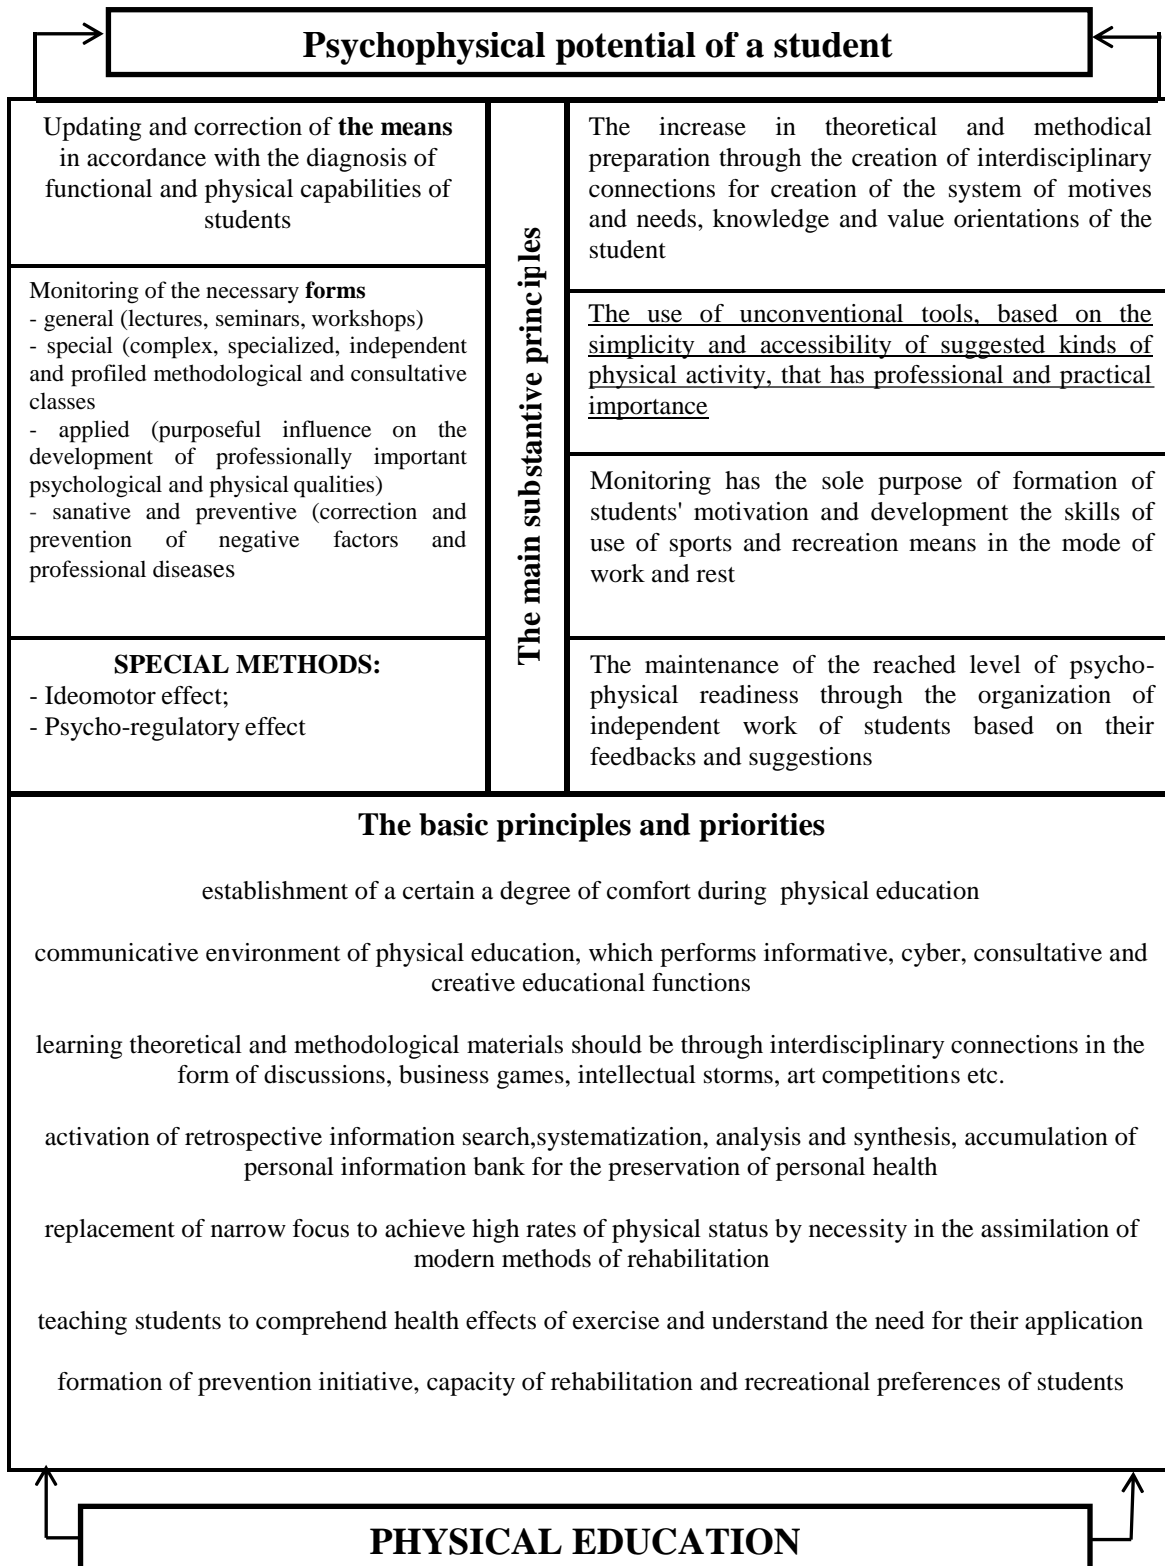 Psychophysical potential of a student
Updating and correction of the means
in accordance with the diagnosis of
functional and physical capabilities of
students
Monitoring of the necessary forms
- general (lectures, seminars, workshops)
- special (complex, specialized, independent
and profiled methodological and consultative
classes
- applied (purposeful influence on the
development of professionally important
psychological and physical qualities)
- sanative and preventive (correction and
prevention of negative factors and
professional diseases
SPECIAL METHODS:
- Ideomotor effect;
- Psycho-regulatory effect
The main substantive principles
The increase in theoretical and methodical
preparation through the creation of interdisciplinary
connections for creation of the system of motives
and needs, knowledge and value orientations of the
student
The use of unconventional tools, based on the
simplicity and accessibility of suggested kinds of
physical activity, that has professional and practical
importance
Monitoring has the sole purpose of formation of
students' motivation and development the skills of
use of sports and recreation means in the mode of
work and rest
The maintenance of the reached level of psycho-
physical readiness through the organization of
independent work of students based on their
feedbacks and suggestions
The basic principles and priorities
establishment of a certain a degree of comfort during physical education
communicative environment of physical education, which performs informative, cyber, consultative and
creative educational functions
learning theoretical and methodological materials should be through interdisciplinary connections in the
form of discussions, business games, intellectual storms, art competitions etc.
activation of retrospective information search,systematization, analysis and synthesis, accumulation of
personal information bank for the preservation of personal health
replacement of narrow focus to achieve high rates of physical status by necessity in the assimilation of
modern methods of rehabilitation
teaching students to comprehend health effects of exercise and understand the need for their application
formation of prevention initiative, capacity of rehabilitation and recreational preferences of students
PHYSICAL EDUCATION